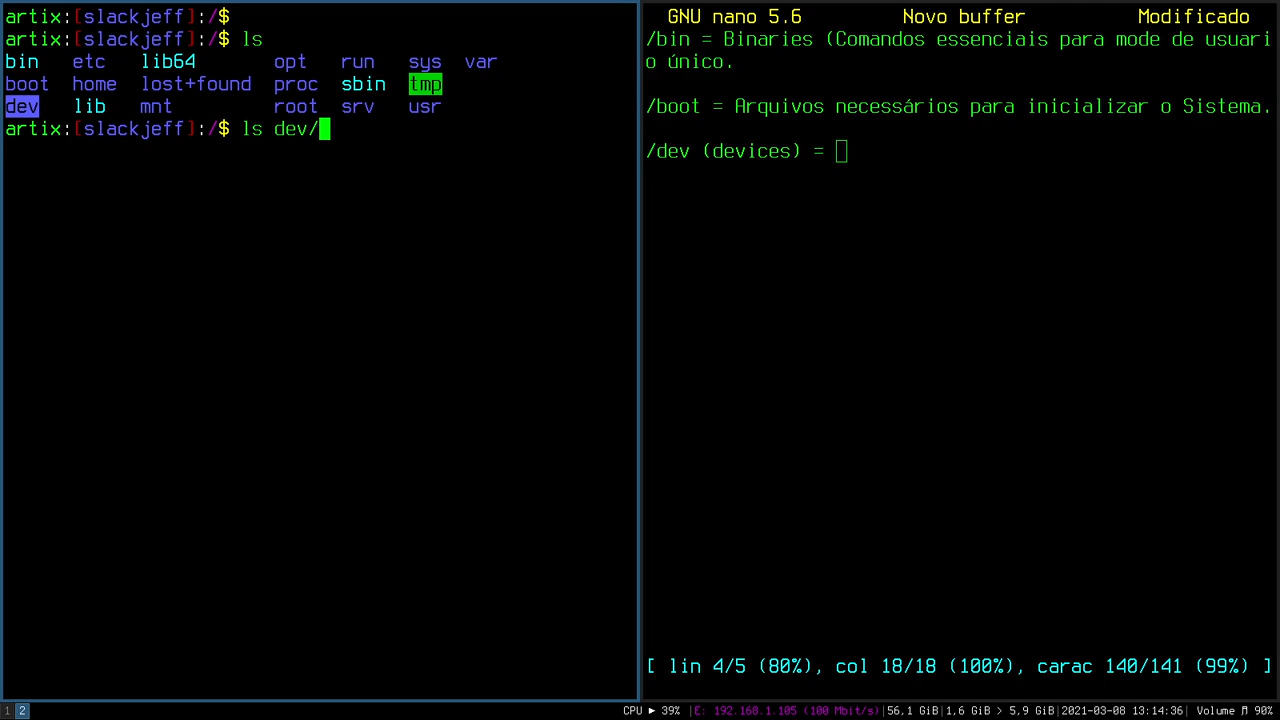 artix:[slackjeff]:/$
artix:[slackjeff]:/$ ls
bin etc lib64 opt run sys var
boot home lost+found proc sbin tmp
dev lib mnt root srv usr
artix:[slackjeff]:/$ ls dev/
GNU nano 5.6 Novo buffer Modificado
/bin = Binaries (Comandos essenciais para mode de usuari
o único.
/boot = Arquivos necessários para inicializar o Sistema.
/dev (devices) =
[ lin 4/5 (80%), col 18/18 (100%), carac 140/141 (99%) ]
1 2 CPU ▶ 39% |E: 192.168.1.105 (100 Mbit/s)|56,1 GiB|1,6 GiB > 5,9 GiB|2021-03-08 13:14:36| Volume ♬ 90%